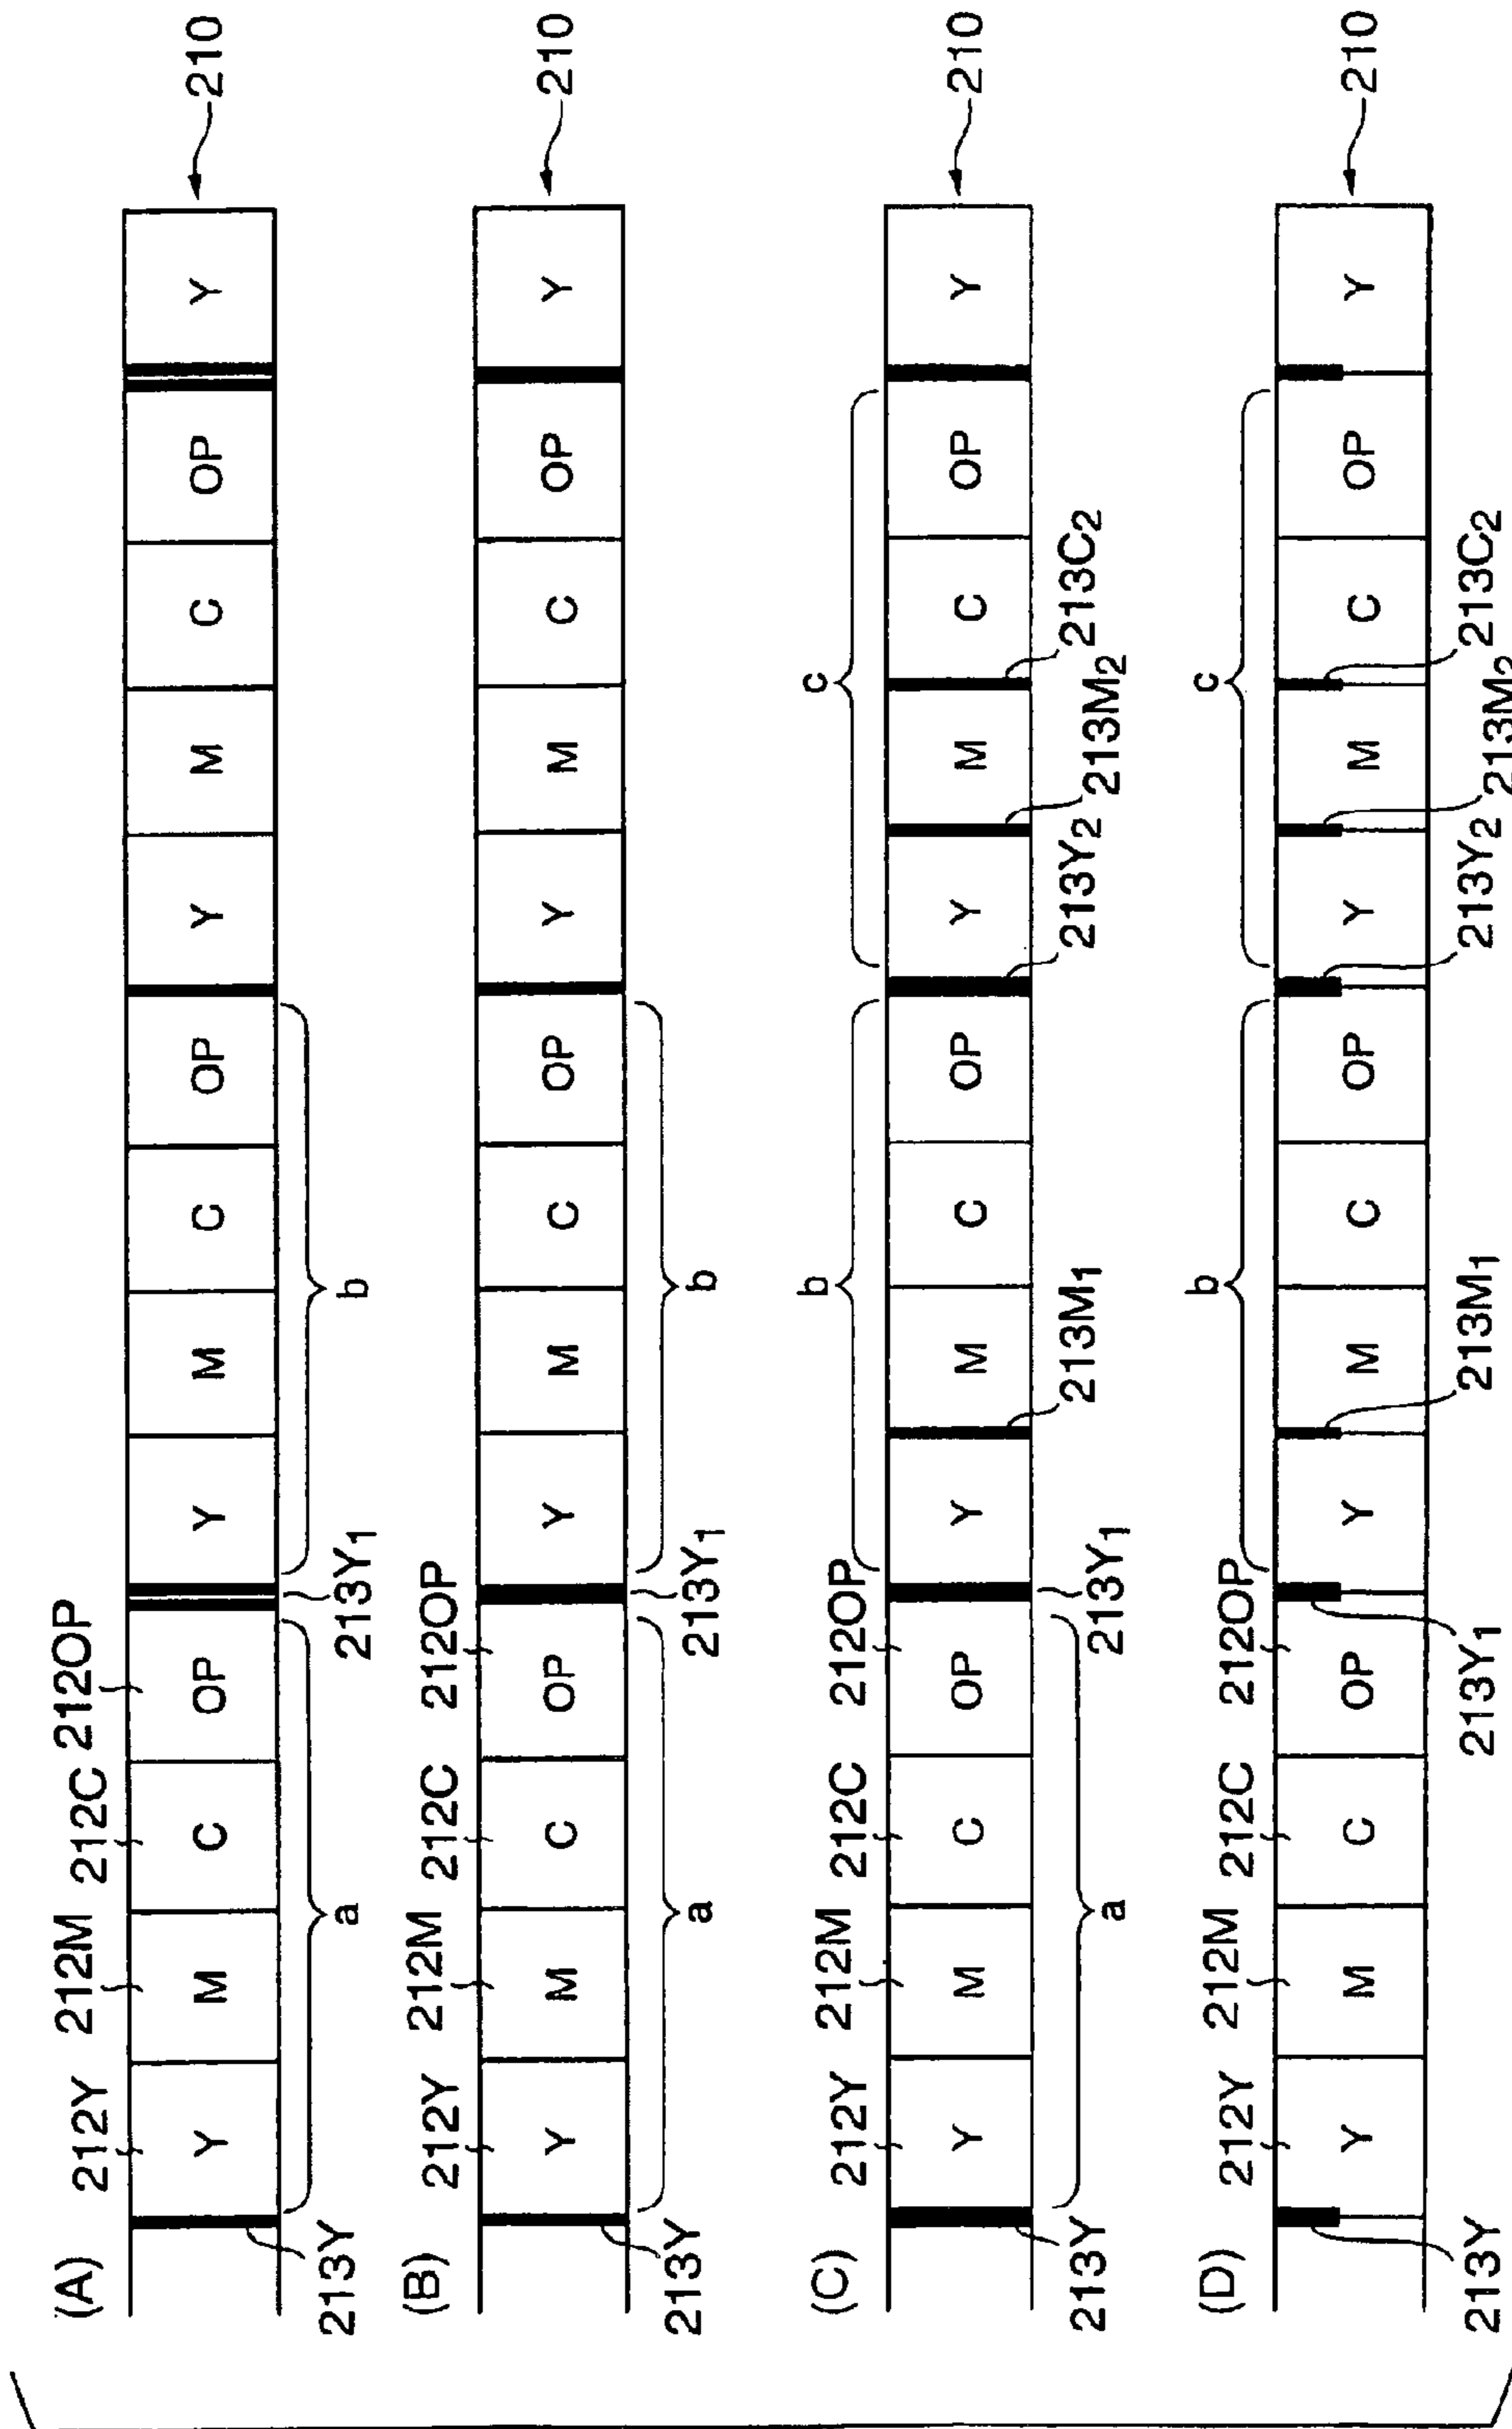 (A)
212Y 212M 212C 212OP
Y M C OP Y M C OP Y M C OP Y
210
213Y a 213Y1 b
(B)
212Y 212M 212C 212OP
Y M C OP Y M C OP Y M C OP Y
210
213Y a 213Y1 b
(C)
212Y 212M 212C 212OP b c
Y M C OP Y M C OP Y M C OP Y
210
213Y a 213Y1 213M1 213Y2 213M2 213C2
(D)
212Y 212M 212C 212OP b c
Y M C OP Y M C OP Y M C OP Y
210
213Y 213Y1 213M1 213Y2 213M2 213C2